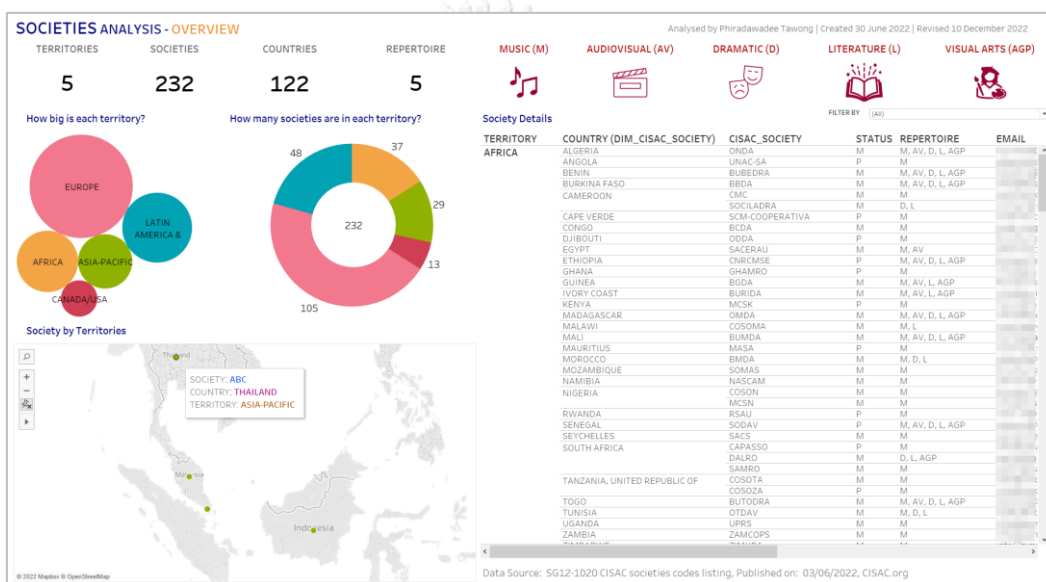 SOCIETIES ANALYSIS - OVERVIEW
Analysed by Phiradawadee Tawong | Created 30 June 2022 | Revised 10 December 2022
TERRITORIES SOCIETIES COUNTRIES REPERTOIRE
5 232 122 5
MUSIC (M) AUDIOVISUAL (AV) DRAMATIC (D) LITERATURE (L) VISUAL ARTS (AGP)
FILTER BY (All)
How big is each territory?
EUROPE
LATIN
AMERICA &
AFRICA
ASIA-PACIFIC
CANADA/USA
How many societies are in each territory?
48
37
29
232
13
105
Society by Territories
Thailand
SOCIETY: ABC
COUNTRY: THAILAND
TERRITORY: ASIA-PACIFIC
Malaysia
Indonesia
© 2022 Mapbox © OpenStreetMap
Society Details
TERRITORY COUNTRY (DIM_CISAC_SOCIETY) CISAC_SOCIETY STATUS REPERTOIRE EMAIL
AFRICA ALGERIA ONDA M M, AV, D, L, AGP
ANGOLA UNAC-SA P M
BENIN BUBEDRA M M, AV, D, L, AGP
BURKINA FASO BBDA M M, AV, D, L, AGP
CAMEROON CMC M M
SOCILADRA M D, L
CAPE VERDE SCM-COOPERATIVA P M
CONGO BCDA M M
DJIBOUTI ODDA P M
EGYPT SACERAU M M, AV
ETHIOPIA CNRCMSE P M, AV, D, L, AGP
GHANA GHAMRO P M
GUINEA BGDA M M, AV, L, AGP
IVORY COAST BURIDA M M, AV, L, AGP
KENYA MCSK P M
MADAGASCAR OMDA M M, AV, D, L, AGP
MALAWI COSOMA M M, L
MALI BUMDA M M, AV, D, L, AGP
MAURITIUS MASA P M
MOROCCO BMDA M M, D, L
MOZAMBIQUE SOMAS M M
NAMIBIA NASCAM M M
NIGERIA COSON M M
MCSN M M
RWANDA RSAU P M
SENEGAL SODAV P M, AV, D, L, AGP
SEYCHELLES SACS M M
SOUTH AFRICA CAPASSO P M
DALRO M D, L, AGP
SAMRO M M
TANZANIA, UNITED REPUBLIC OF COSOTA M M
COSOZA P M
TOGO BUTODRA M M, AV, D, L, AGP
TUNISIA OTDAV M M, D, L
UGANDA UPRS M M
ZAMBIA ZAMCOPS M M
Data Source: SG12-1020 CISAC societies codes listing, Published on: 03/06/2022, CISAC.org